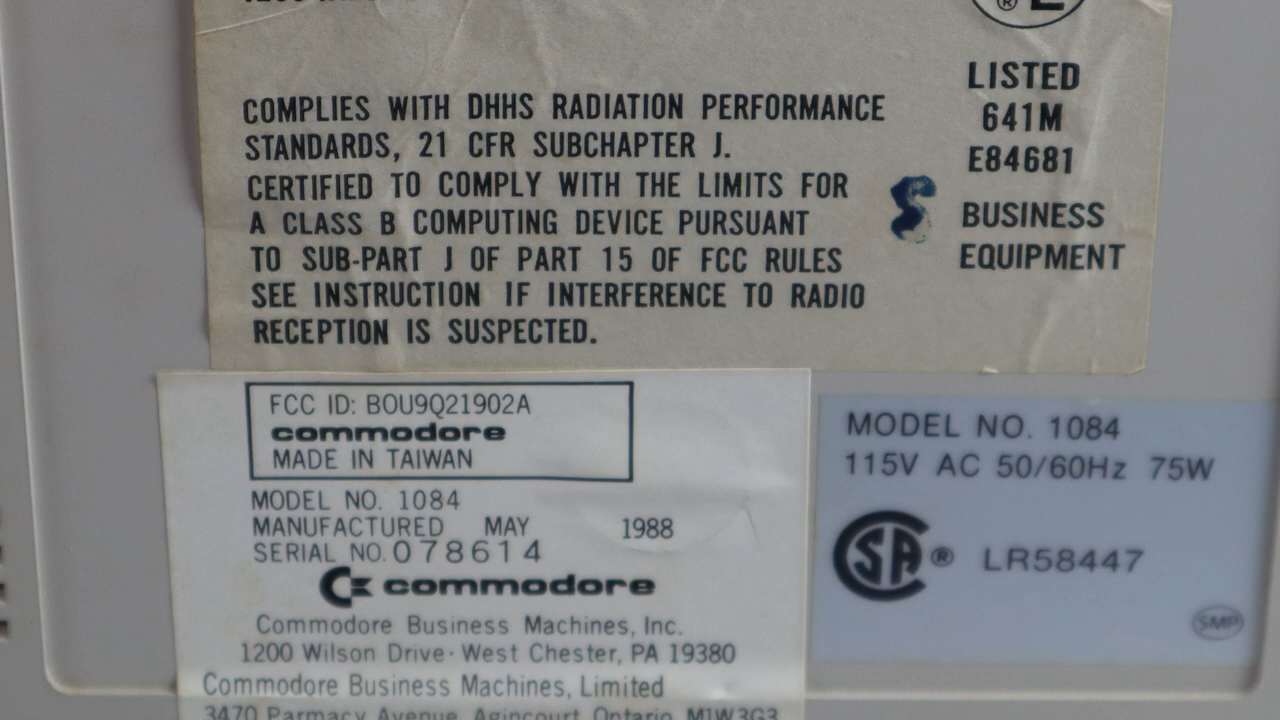 COMPLIES WITH DHHS RADIATION PERFORMANCE
STANDARDS, 21 CFR SUBCHAPTER J.
CERTIFIED TO COMPLY WITH THE LIMITS FOR
A CLASS B COMPUTING DEVICE PURSUANT
TO SUB-PART J OF PART 15 OF FCC RULES
SEE INSTRUCTION IF INTERFERENCE TO RADIO
RECEPTION IS SUSPECTED.
®
LISTED
641M
E84681
S
BUSINESS
EQUIPMENT
FCC ID: BOU9Q21902A
commodore
MADE IN TAIWAN
MODEL NO. 1084
MANUFACTURED MAY 1988
SERIAL NO. 078614
commodore
Commodore Business Machines, Inc.
1200 Wilson Drive · West Chester, PA 19380
Commodore Business Machines, Limited
3470 Parmacy Avenue, Agincourt, Ontario, M1W3G3
MODEL NO. 1084
115V AC 50/60Hz 75W
CSA ® LR58447
SMP